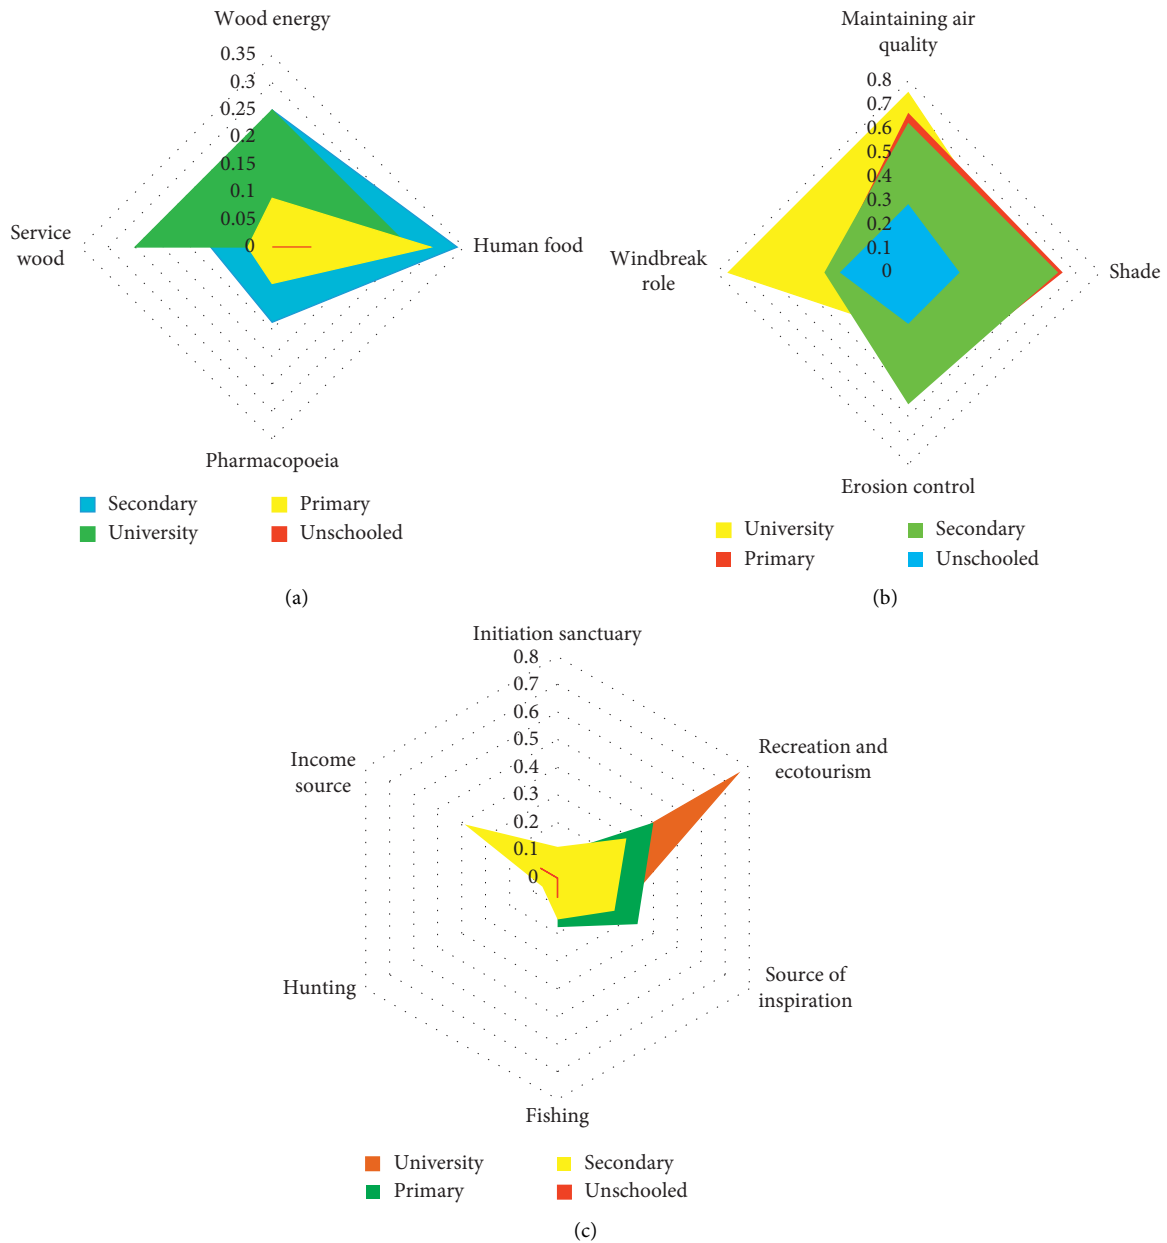 Wood energy
0.35
0.3
0.25
0.2
0.15
0.1
0.05
0
Service
wood
Human food
Pharmacopoeia
Secondary
Primary
University
Unschooled
(a)
Maintaining air
quality
0.8
0.7
0.6
0.5
0.4
0.3
0.2
0.1
0
Windbreak
role
Shade
Erosion control
University
Secondary
Primary
Unschooled
(b)
Initiation sanctuary
0.8
0.7
0.6
0.5
0.4
0.3
0.2
0.1
0
Income
source
Recreation and
ecotourism
Hunting
Source of
inspiration
Fishing
University
Secondary
Primary
Unschooled
(c)